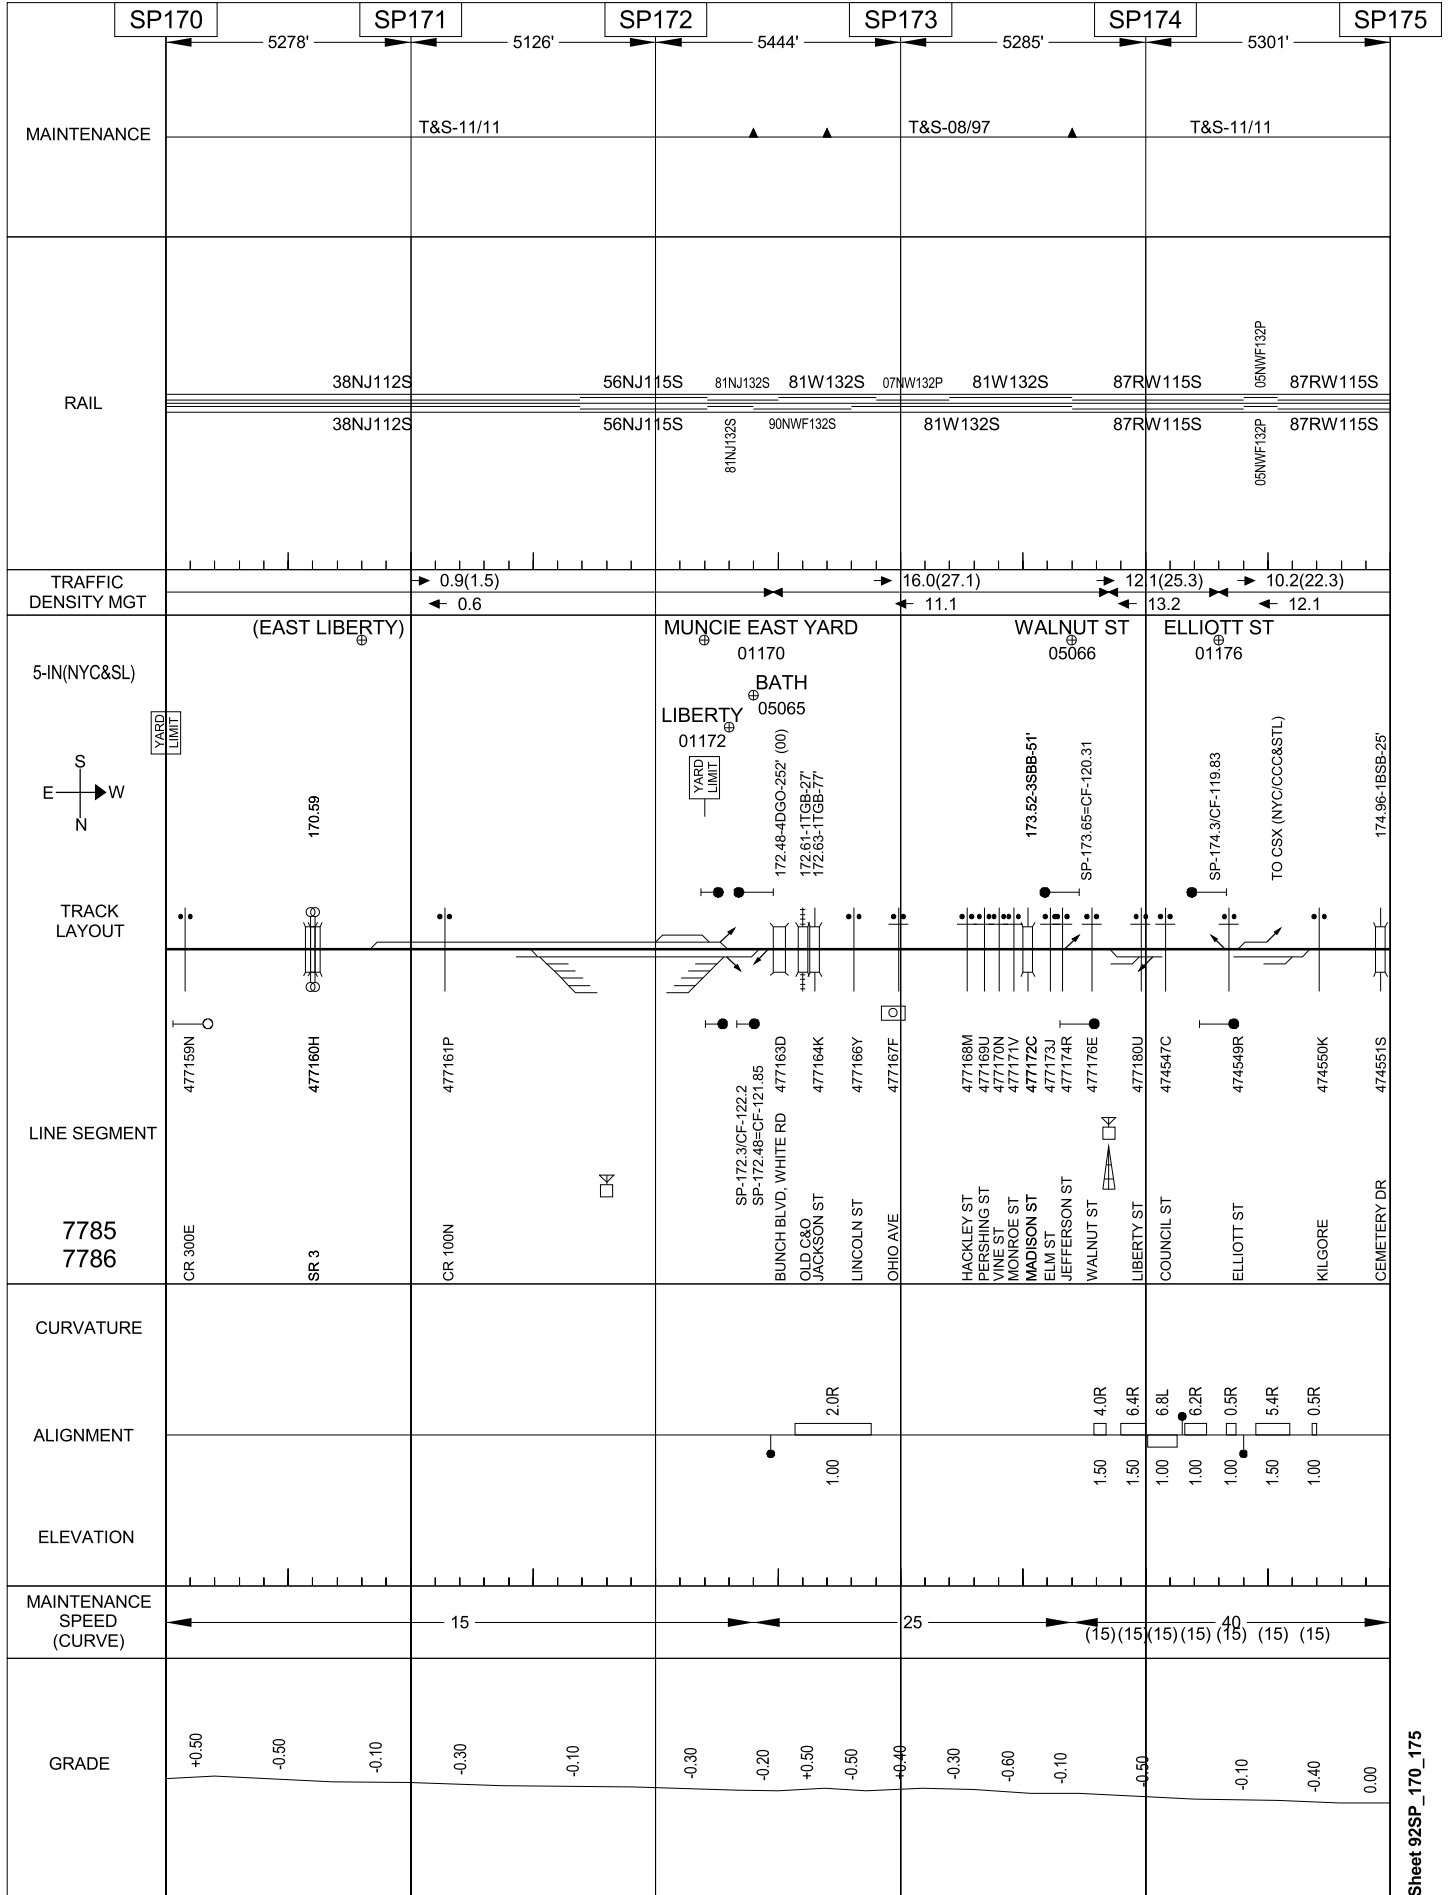 SP170 SP171 SP172 SP173 SP174 SP175
5278' 5126' 5444' 5285' 5301'
MAINTENANCE
T&S-11/11 T&S-08/97 T&S-11/11
RAIL
05NWF132P
38NJ112S 56NJ115S 81NJ132S 81W132S 07NW132P 81W132S 87RW115S 87RW115S
38NJ112S 56NJ115S 81NJ132S 90NWF132S 81W132S 87RW115S 05NWF132P 87RW115S
TRAFFIC
DENSITY MGT
0.9(1.5) 16.0(27.1) 12.1(25.3) 10.2(22.3)
0.6 11.1 13.2 12.1
(EAST LIBERTY) MUNCIE EAST YARD WALNUT ST ELLIOTT ST
01170 05066 01176
5-IN(NYC&SL)
BATH
05065
LIBERTY
01172
YARD
LIMIT
YARD
LIMIT
S
E W
N
170.59
172.48-4DGO-252' (00)
172.61-1TGB-27'
172.63-1TGB-77'
173.52-3SBB-51'
SP-173.65=CF-120.31
SP-174.3/CF-119.83
TO CSX (NYC/CCC&STL)
174.96-1BSB-25'
TRACK
LAYOUT
477159N
477160H
477161P
SP-172.3/CF-122.2
SP-172.48=CF-121.85
477163D
477164K
477166Y
477167F
477168M
477169U
477170N
477171V
477172C
477173J
477174R
477176E
477180U
474547C
474549R
474550K
474551S
LINE SEGMENT
7785
7786
CR 300E
SR 3
CR 100N
BUNCH BLVD, WHITE RD
OLD C&O
JACKSON ST
LINCOLN ST
OHIO AVE
HACKLEY ST
PERSHING ST
VINE ST
MONROE ST
MADISON ST
ELM ST
JEFFERSON ST
WALNUT ST
LIBERTY ST
COUNCIL ST
ELLIOTT ST
KILGORE
CEMETERY DR
CURVATURE
2.0R 4.0R 6.4R 6.8L 6.2R 0.5R 5.4R 0.5R
ALIGNMENT
1.00 1.50 1.50 1.00 1.00 1.00 1.50 1.00
ELEVATION
MAINTENANCE
SPEED
(CURVE)
15 25 40
(15) (15) (15) (15) (15) (15) (15)
GRADE
+0.50 -0.50 -0.10 -0.30 -0.10 -0.30 -0.20 +0.50 -0.50 +0.40 -0.30 -0.60 -0.10 -0.50 -0.10 -0.40 0.00
Sheet 92SP_170_175